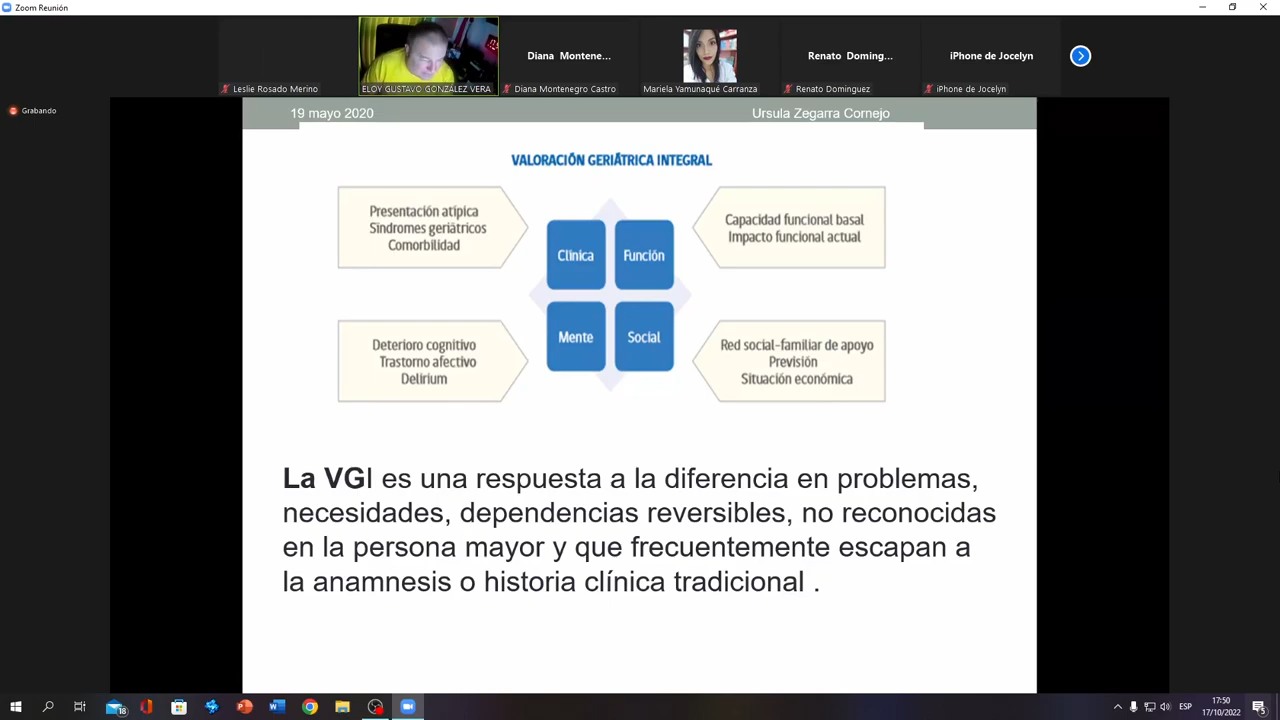 Zoom Reunión
Diana Montene...
Renato Doming...
iPhone de Jocelyn
Leslie Rosado Merino
ELOY GUSTAVO GONZALEZ VERA
Diana Montenegro Castro
Mariela Yamunaqué Carranza
Renato Dominguez
iPhone de Jocelyn
Grabando
19 mayo 2020
Ursula Zegarra Cornejo
VALORACIÓN GERIÁTRICA INTEGRAL
Presentación atípica
Síndromes geriátricos
Comorbilidad
Clínica
Función
Capacidad funcional basal
Impacto funcional actual
Deterioro cognitivo
Trastorno afectivo
Delirium
Mente
Social
Red social-familiar de apoyo
Previsión
Situación económica
La VGI es una respuesta a la diferencia en problemas,
necesidades, dependencias reversibles, no reconocidas
en la persona mayor y que frecuentemente escapan a
la anamnesis o historia clínica tradicional .
18
ESP
17:50
17/10/2022
5